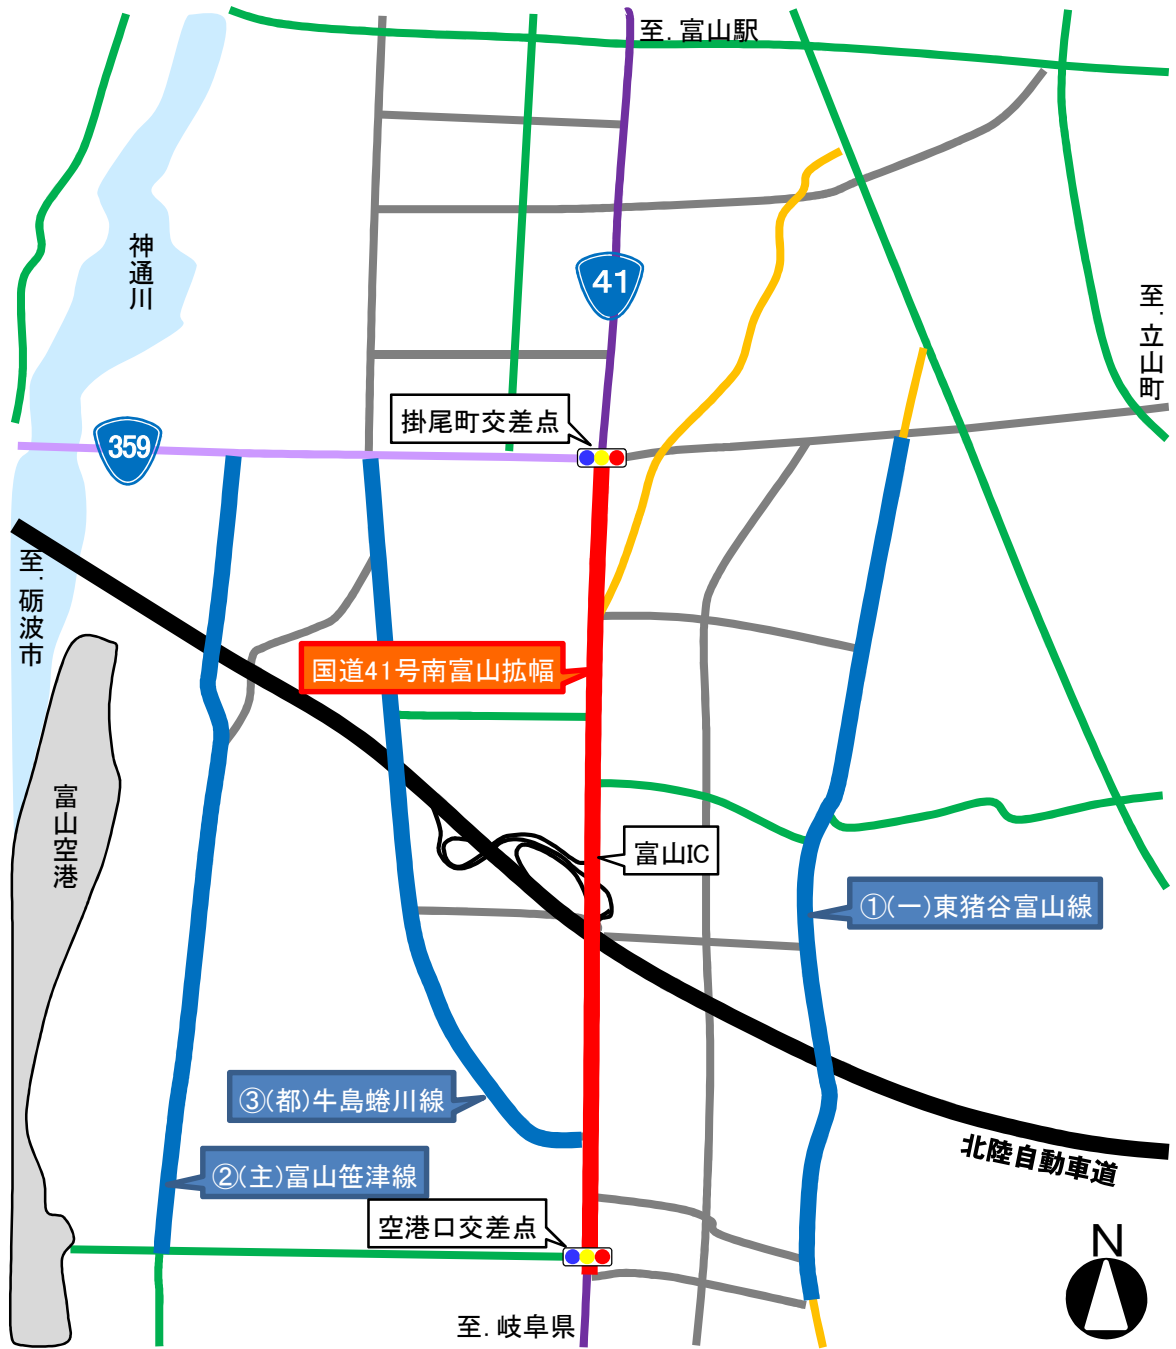 至．富山駅
神通川
41
至．立山町
掛尾町交差点
359
至．砺波市
国道41号南富山拡幅
富山空港
富山IC
①(一)東猪谷富山線
③(都)牛島蜷川線
北陸自動車道
②(主)富山笹津線
空港口交差点
N
至．岐阜県